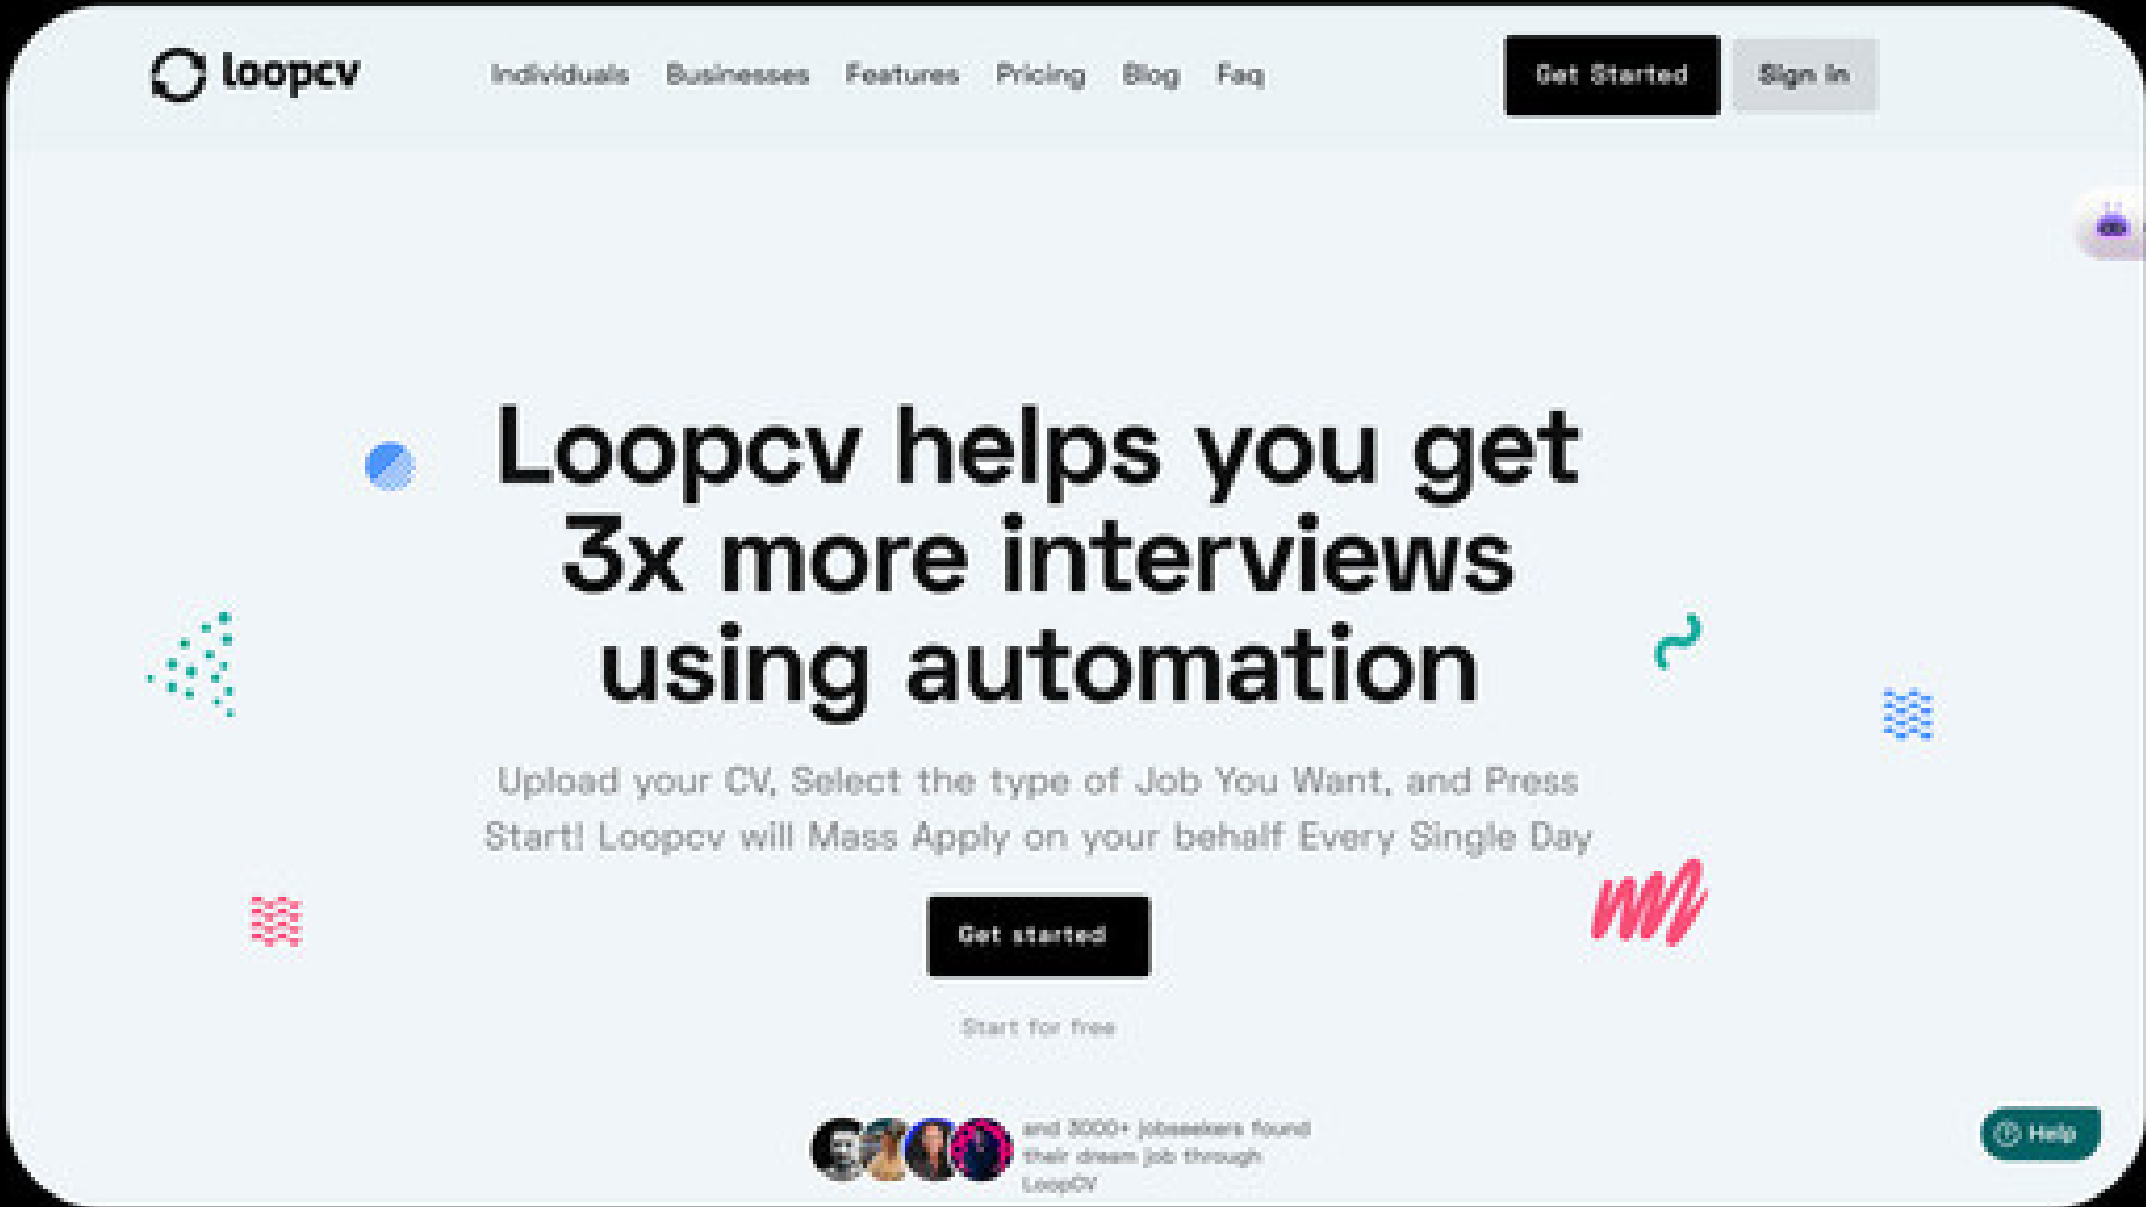 loopcv
Individuals Businesses Features Pricing Blog Faq
Get Started
Sign in
Loopcv helps you get
3x more interviews
using automation
Upload your CV, Select the type of Job You Want, and Press
Start! Loopcv will Mass Apply on your behalf Every Single Day
Get started
Start for free
and 3000+ jobseekers found
their dream job through
LoopCV
Help